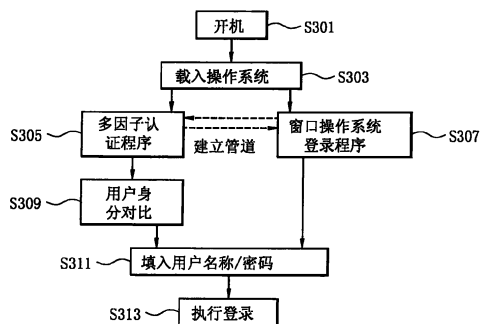 开机
S301
载入操作系统
S303
S305
多因子认
证程序
建立管道
窗口操作系统
登录程序
S307
S309
用户身
分对比
S311
填入用户名称/密码
S313
执行登录